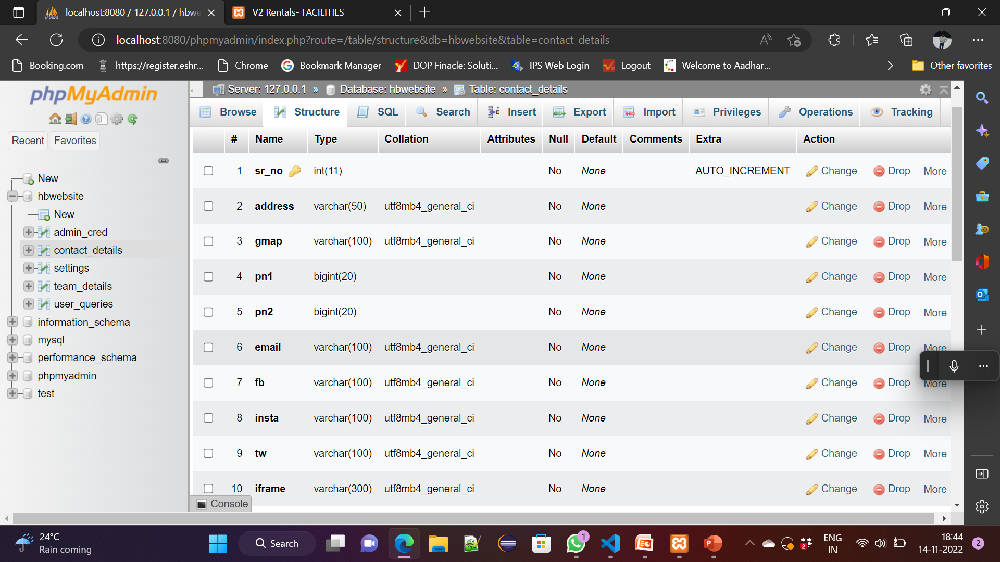 localhost:8080 / 127.0.0.1 / hbwe
V2 Rentals- FACILITIES
localhost:8080/phpmyadmin/index.php?route=/table/structure&db=hbwebsite&table=contact_details
Booking.com
https://register.eshr...
Chrome
Bookmark Manager
DOP Finacle: Soluti...
IPS Web Login
Logout
Welcome to Aadhar...
Other favorites
phpMyAdmin
Recent
Favorites
New
hbwebsite
New
admin_cred
contact_details
settings
team_details
user_queries
information_schema
mysql
performance_schema
phpmyadmin
test
Server: 127.0.0.1 » Database: hbwebsite » Table: contact_details
Browse Structure SQL Search Insert Export Import Privileges Operations Tracking
# Name Type Collation Attributes Null Default Comments Extra Action
1 sr_no int(11) No None AUTO_INCREMENT Change Drop More
2 address varchar(50) utf8mb4_general_ci No None Change Drop More
3 gmap varchar(100) utf8mb4_general_ci No None Change Drop More
4 pn1 bigint(20) No None Change Drop More
5 pn2 bigint(20) No None Change Drop More
6 email varchar(100) utf8mb4_general_ci No None Change Drop More
7 fb varchar(100) utf8mb4_general_ci No None Change Drop More
8 insta varchar(100) utf8mb4_general_ci No None Change Drop More
9 tw varchar(100) utf8mb4_general_ci No None Change Drop More
10 iframe varchar(300) utf8mb4_general_ci No None Change Drop More
Console
24°C
Rain coming
Search
1
2
ENG
IN
18:44
14-11-2022
2